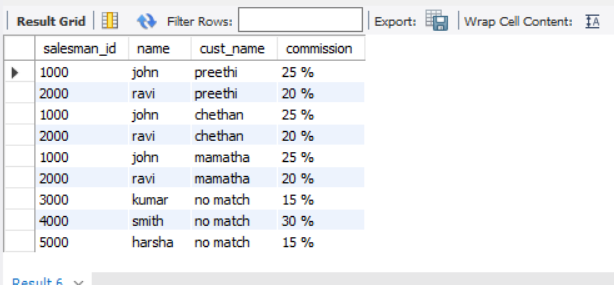 Result Grid Filter Rows: Export: Wrap Cell Content: IA
salesman_id name cust_name commission
1000 john preethi 25 %
2000 ravi preethi 20 %
1000 john chethan 25 %
2000 ravi chethan 20 %
1000 john mamatha 25 %
2000 ravi mamatha 20 %
3000 kumar no match 15 %
4000 smith no match 30 %
5000 harsha no match 15 %
Result 6